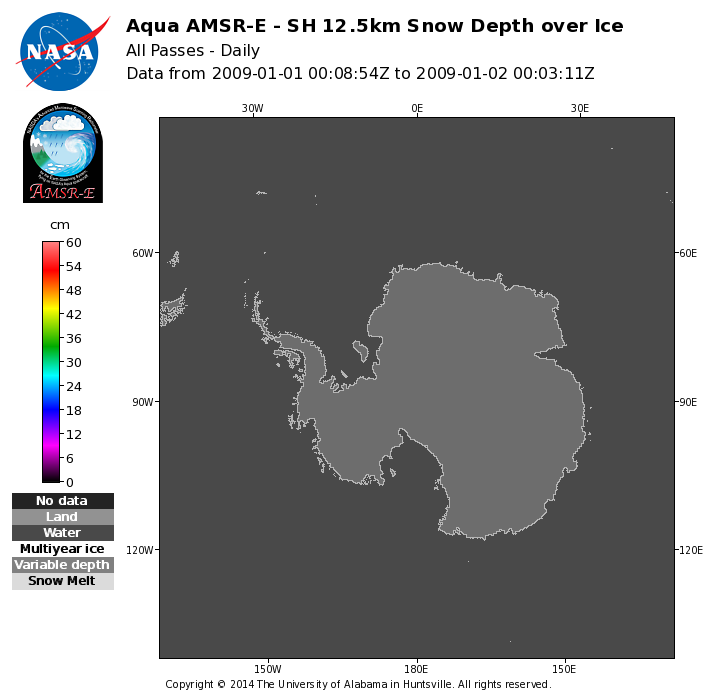 NASA
Aqua AMSR-E - SH 12.5km Snow Depth over Ice
All Passes - Daily
Data from 2009-01-01 00:08:54Z to 2009-01-02 00:03:11Z
AMSR-E
30W 0E 30E
cm
60
54
48
42
36
30
24
18
12
6
0
60W 60E
90W 90E
120W 120E
No data
Land
Water
Multiyear ice
Variable depth
Snow Melt
150W 180E 150E
Copyright © 2014 The University of Alabama in Huntsville. All rights reserved.